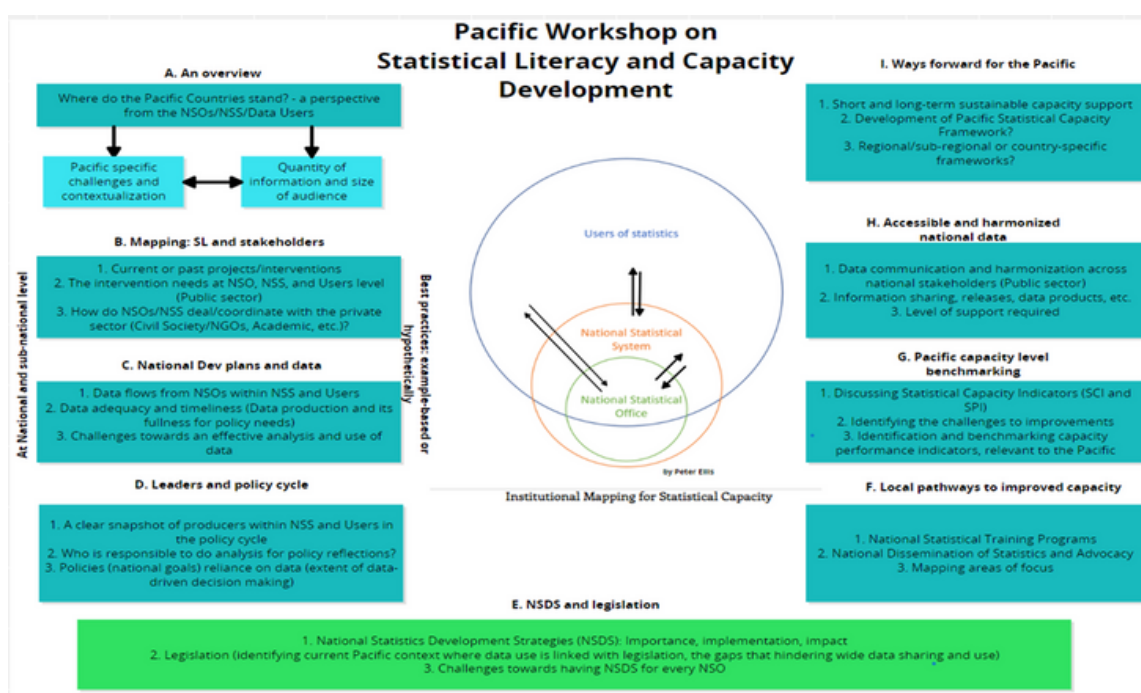 Pacific Workshop on
Statistical Literacy and Capacity
Development
A. An overview
Where do the Pacific Countries stand? - a perspective
from the NSOs/NSS/Data Users
Pacific specific
challenges and
contextualization
Quantity of
information and size
of audience
B. Mapping: SL and stakeholders
1. Current or past projects/interventions
2. The intervention needs at NSO, NSS, and Users level
(Public sector)
3. How do NSOs/NSS deal/coordinate with the private
sector (Civil Society/NGOs, Academic, etc.)?
C. National Dev plans and data
1. Data flows from NSOs within NSS and Users
2. Data adequacy and timeliness (Data production and its
fullness for policy needs)
3. Challenges towards an effective analysis and use of
data
D. Leaders and policy cycle
1. A clear snapshot of producers within NSS and Users in
the policy cycle
2. Who is responsible to do analysis for policy reflections?
3. Policies (national goals) reliance on data (extent of data-
driven decision making)
At National and sub-national level
Best practices: example-based or
hypothetically
Users of statistics
National Statistical
System
National Statistical
Office
by Peter Ellis
Institutional Mapping for Statistical Capacity
E. NSDS and legislation
1. National Statistics Development Strategies (NSDS): Importance, implementation, impact
2. Legislation (identifying current Pacific context where data use is linked with legislation, the gaps that hindering wide data sharing and use)
3. Challenges towards having NSDS for every NSO
I. Ways forward for the Pacific
1. Short and long-term sustainable capacity support
2. Development of Pacific Statistical Capacity
Framework?
3. Regional/sub-regional or country-specific
frameworks?
H. Accessible and harmonized
national data
1. Data communication and harmonization across
national stakeholders (Public sector)
2. Information sharing, releases, data products, etc.
3. Level of support required
G. Pacific capacity level
benchmarking
1. Discussing Statistical Capacity Indicators (SCI and
SPI)
2. Identifying the challenges to improvements
3. Identification and benchmarking capacity
performance indicators, relevant to the Pacific
F. Local pathways to improved capacity
1. National Statistical Training Programs
2. National Dissemination of Statistics and Advocacy
3. Mapping areas of focus